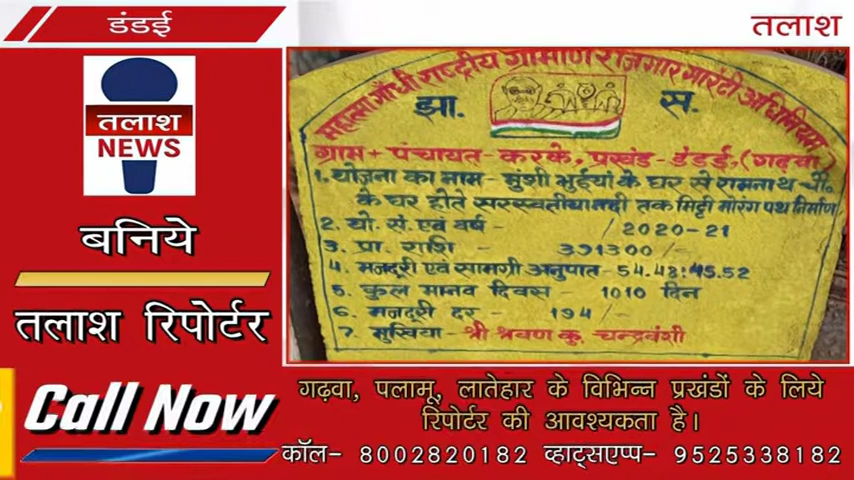 डंडई
तलाश
तलाश
NEWS
बनिये
तलाश रिपोर्टर
Call Now
महात्मा गाँधी राष्ट्रीय ग्रामीण रोजगार गारंटी अधिनियम
झा. स.
ग्राम + पंचायत - करके, प्रखंड - डंडई, (गढ़वा)
1. योजना का नाम - मुंशी भुईयां के घर से रामनाथ चौ॰
के घर होते सरस्वतीया नदी तक मिट्टी मोरंग पथ निर्माण
2. यो. सं. एवं वर्ष - / 2020-21
3. प्रा. राशि - 391300/-
4. मजदूरी एवं सामग्री अनुपात - 54.48:45.52
5. कुल मानव दिवस - 1010 दिन
6. मजदूरी दर - 194/-
7. मुखिया - श्री श्रवण कु. चन्द्रवंशी
गढ़वा, पलामू, लातेहार के विभिन्न प्रखंडों के लिये
रिपोर्टर की आवश्यकता है।
कॉल- 8002820182 व्हाट्सएप्प- 9525338182